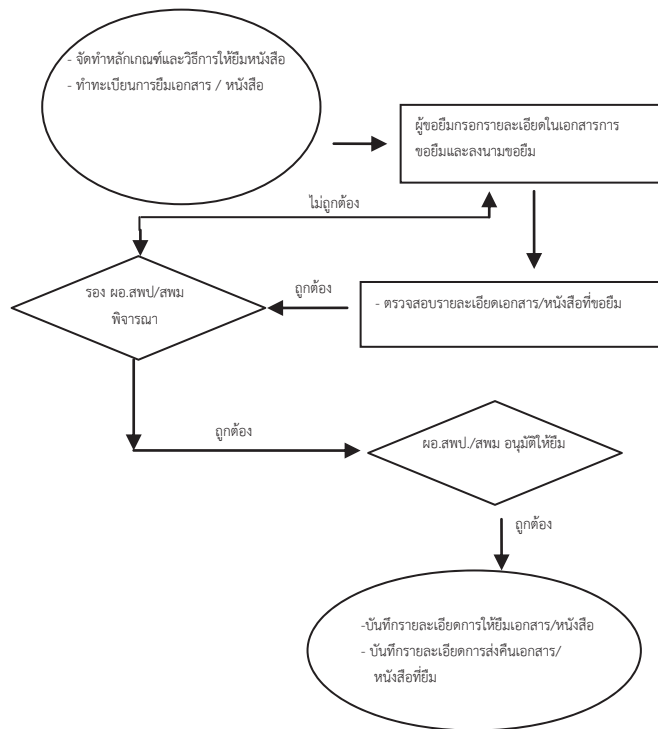 - จัดทำหลักเกณฑ์และวิธีการให้ยืมหนังสือ
- ทำทะเบียนการยืมเอกสาร / หนังสือ
ผู้ขอยืมกรอกรายละเอียดในเอกสารการ
ขอยืมและลงนามขอยืม
ไม่ถูกต้อง
รอง ผอ.สพป/สพม
พิจารณา
ถูกต้อง
- ตรวจสอบรายละเอียดเอกสาร/หนังสือที่ขอยืม
ถูกต้อง
ผอ.สพป./สพม อนุมัติให้ยืม
ถูกต้อง
-บันทึกรายละเอียดการให้ยืมเอกสาร/หนังสือ
- บันทึกรายละเอียดการส่งคืนเอกสาร/
หนังสือที่ยืม